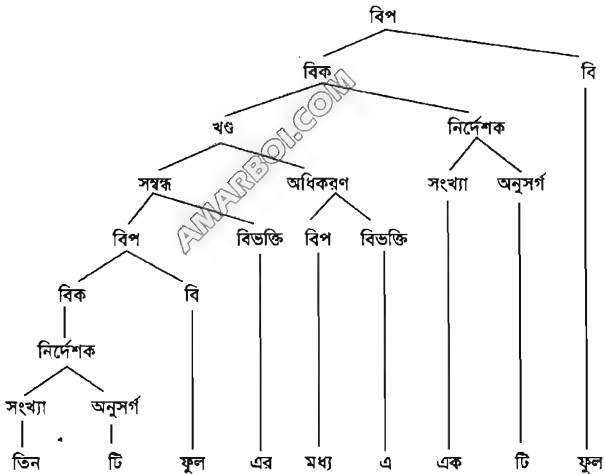 বিপ
বিক বি
খণ্ড নির্দেশক
সম্বন্ধ অধিকরণ সংখ্যা অনুসর্গ
বিপ বিভক্তি বিপ বিভক্তি
বিক বি
নির্দেশক
সংখ্যা অনুসর্গ
তিন টি ফুল এর মধ্য এ এক টি ফুল
AMARBOI.COM